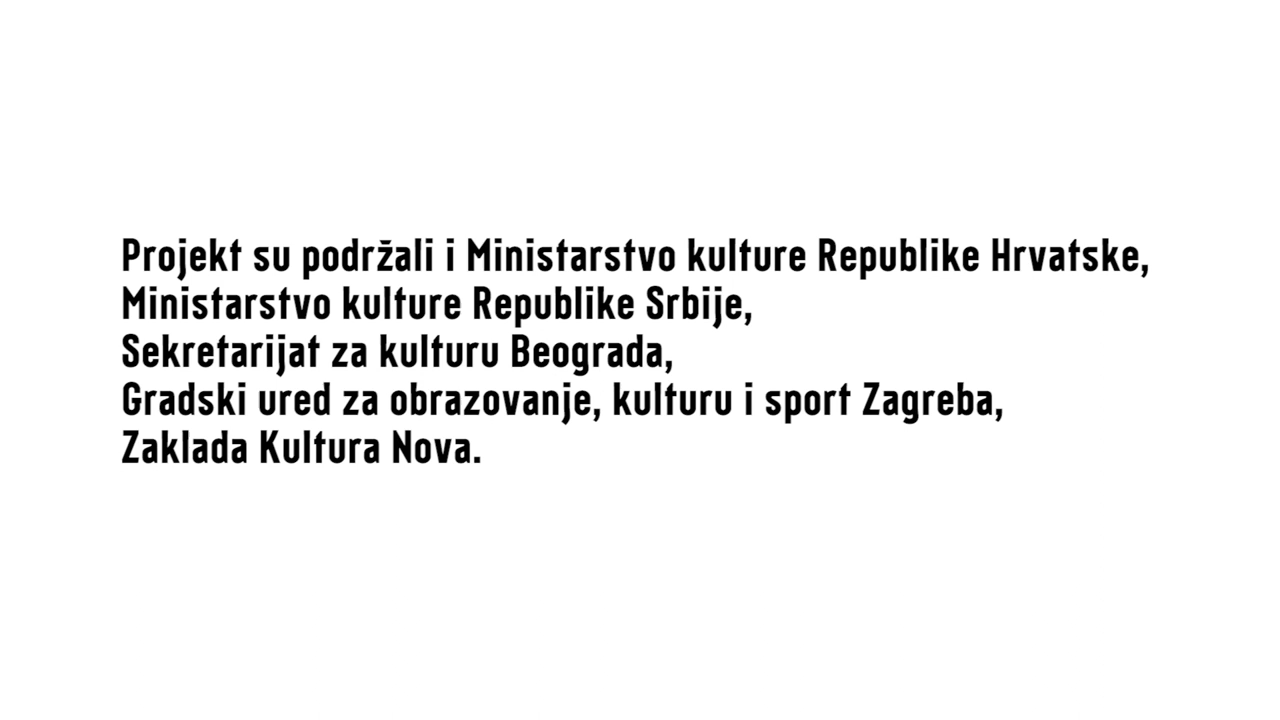 Projekt su podržali i Ministarstvo kulture Republike Hrvatske,
Ministarstvo kulture Republike Srbije,
Sekretarijat za kulturu Beograda,
Gradski ured za obrazovanje, kulturu i sport Zagreba,
Zaklada Kultura Nova.